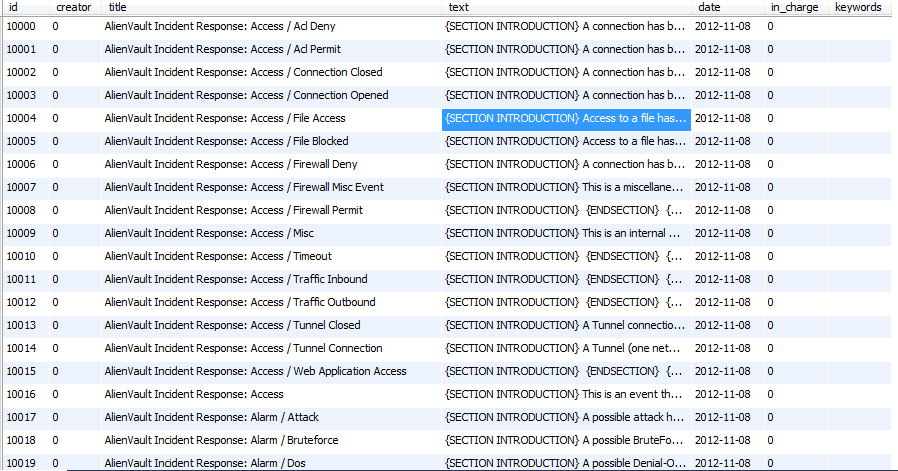 id creator title text date in_charge keywords
10000 0 AlienVault Incident Response: Access / Acl Deny {SECTION INTRODUCTION} A connection has b... 2012-11-08 0
10001 0 AlienVault Incident Response: Access / Acl Permit {SECTION INTRODUCTION} A connection has b... 2012-11-08 0
10002 0 AlienVault Incident Response: Access / Connection Closed {SECTION INTRODUCTION} A connection has b... 2012-11-08 0
10003 0 AlienVault Incident Response: Access / Connection Opened {SECTION INTRODUCTION} A connection has b... 2012-11-08 0
10004 0 AlienVault Incident Response: Access / File Access {SECTION INTRODUCTION} Access to a file has... 2012-11-08 0
10005 0 AlienVault Incident Response: Access / File Blocked {SECTION INTRODUCTION} Access to a file has... 2012-11-08 0
10006 0 AlienVault Incident Response: Access / Firewall Deny {SECTION INTRODUCTION} A connection has b... 2012-11-08 0
10007 0 AlienVault Incident Response: Access / Firewall Misc Event {SECTION INTRODUCTION} This is a miscellane... 2012-11-08 0
10008 0 AlienVault Incident Response: Access / Firewall Permit {SECTION INTRODUCTION} {ENDSECTION} {... 2012-11-08 0
10009 0 AlienVault Incident Response: Access / Misc {SECTION INTRODUCTION} This is an internal ... 2012-11-08 0
10010 0 AlienVault Incident Response: Access / Timeout {SECTION INTRODUCTION} {ENDSECTION} {... 2012-11-08 0
10011 0 AlienVault Incident Response: Access / Traffic Inbound {SECTION INTRODUCTION} {ENDSECTION} {... 2012-11-08 0
10012 0 AlienVault Incident Response: Access / Traffic Outbound {SECTION INTRODUCTION} {ENDSECTION} {... 2012-11-08 0
10013 0 AlienVault Incident Response: Access / Tunnel Closed {SECTION INTRODUCTION} A Tunnel connectio... 2012-11-08 0
10014 0 AlienVault Incident Response: Access / Tunnel Connection {SECTION INTRODUCTION} A Tunnel (one net... 2012-11-08 0
10015 0 AlienVault Incident Response: Access / Web Application Access {SECTION INTRODUCTION} {ENDSECTION} {... 2012-11-08 0
10016 0 AlienVault Incident Response: Access {SECTION INTRODUCTION} This is an event th... 2012-11-08 0
10017 0 AlienVault Incident Response: Alarm / Attack {SECTION INTRODUCTION} A possible attack h... 2012-11-08 0
10018 0 AlienVault Incident Response: Alarm / Bruteforce {SECTION INTRODUCTION} A possible BruteFo... 2012-11-08 0
10019 0 AlienVault Incident Response: Alarm / Dos {SECTION INTRODUCTION} A possible Denial-O... 2012-11-08 0